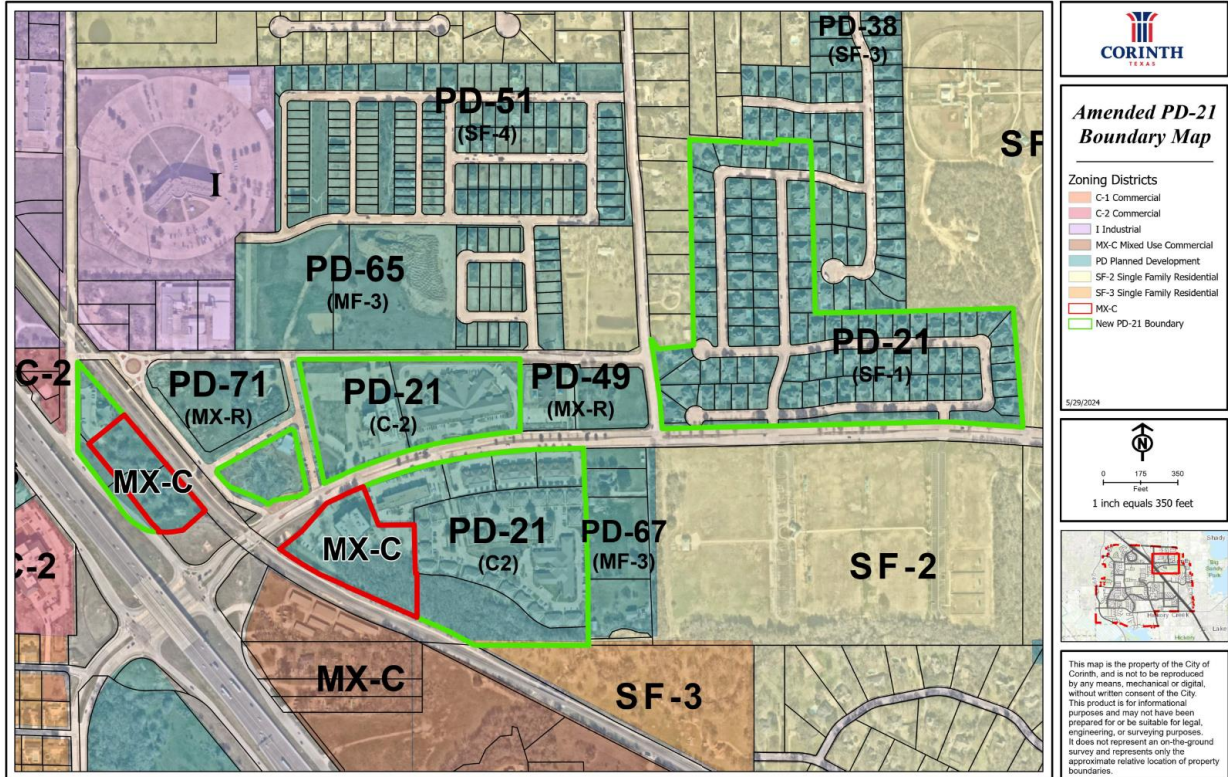 PD-38
(SF-3)
PD-51
(SF-4)
SF
I
PD-65
(MF-3)
C-2
PD-71
(MX-R)
PD-21
(C-2)
PD-49
(MX-R)
PD-21
(SF-1)
MX-C
MX-C
PD-21
(C2)
PD-67
(MF-3)
SF-2
C-2
MX-C
SF-3
CORINTH
TEXAS
Amended PD-21
Boundary Map
Zoning Districts
C-1 Commercial
C-2 Commercial
I Industrial
MX-C Mixed Use Commercial
PD Planned Development
SF-2 Single Family Residential
SF-3 Single Family Residential
MX-C
New PD-21 Boundary
5/29/2024
N
0 175 350
Feet
1 inch equals 350 feet
Shady
Big
Sandy
Park
Hickory Creek
Lake
Hickory
This map is the property of the City of
Corinth, and is not to be reproduced
by any means, mechanical or digital,
without written consent of the City.
This product is for informational
purposes and may not have been
prepared for or be suitable for legal,
engineering, or surveying purposes.
It does not represent an on-the-ground
survey and represents only the
approximate relative location of property
boundaries.